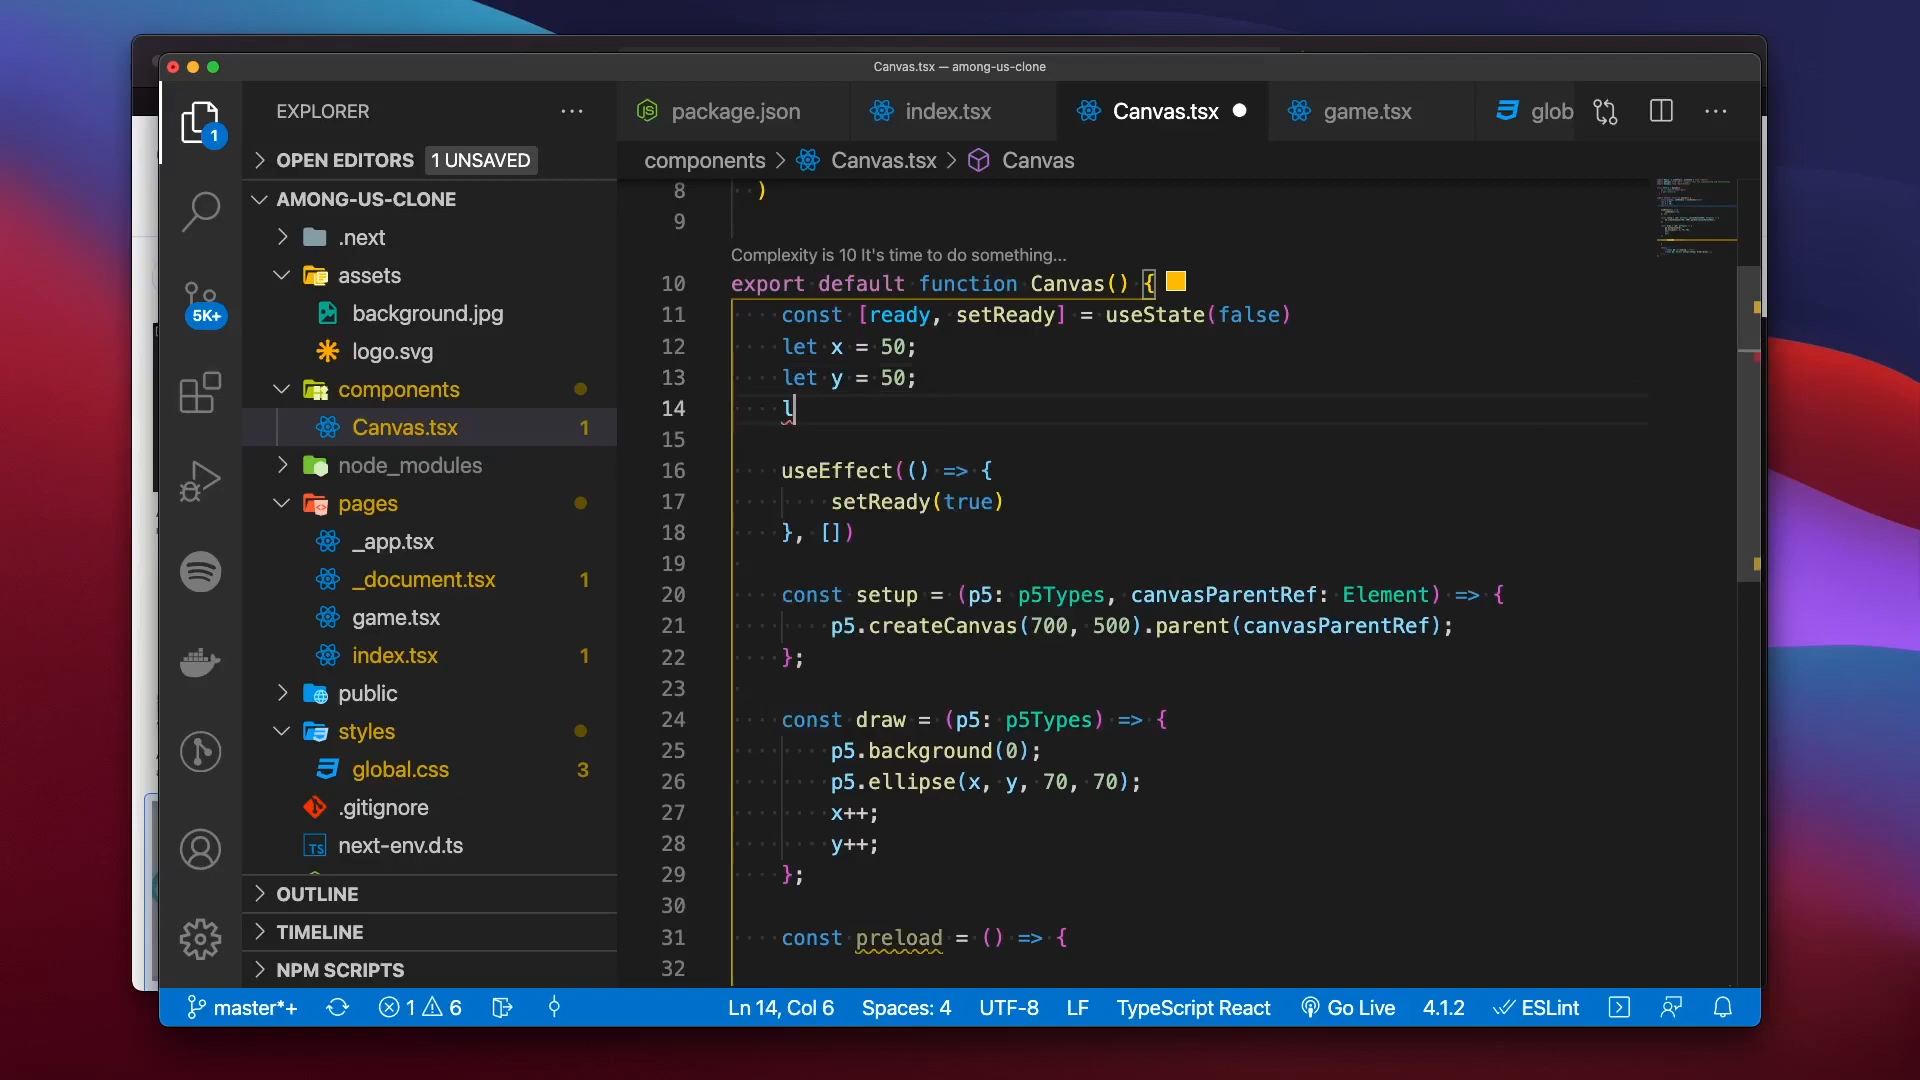 Canvas.tsx — among-us-clone
EXPLORER
package.json
index.tsx
Canvas.tsx
game.tsx
glob
OPEN EDITORS 1 UNSAVED
components > Canvas.tsx > Canvas
AMONG-US-CLONE
.next
assets
background.jpg
logo.svg
components
Canvas.tsx 1
node_modules
pages
_app.tsx
_document.tsx 1
game.tsx
index.tsx 1
public
styles
global.css 3
.gitignore
TS next-env.d.ts
OUTLINE
TIMELINE
NPM SCRIPTS
1
5K+
8 )
9
Complexity is 10 It's time to do something...
10 export default function Canvas() {
11 const [ready, setReady] = useState(false)
12 let x = 50;
13 let y = 50;
14 l
15
16 useEffect(() => {
17 setReady(true)
18 }, [])
19
20 const setup = (p5: p5Types, canvasParentRef: Element) => {
21 p5.createCanvas(700, 500).parent(canvasParentRef);
22 };
23
24 const draw = (p5: p5Types) => {
25 p5.background(0);
26 p5.ellipse(x, y, 70, 70);
27 x++;
28 y++;
29 };
30
31 const preload = () => {
32
master*+ 1 6 Ln 14, Col 6 Spaces: 4 UTF-8 LF TypeScript React Go Live 4.1.2 ESLint